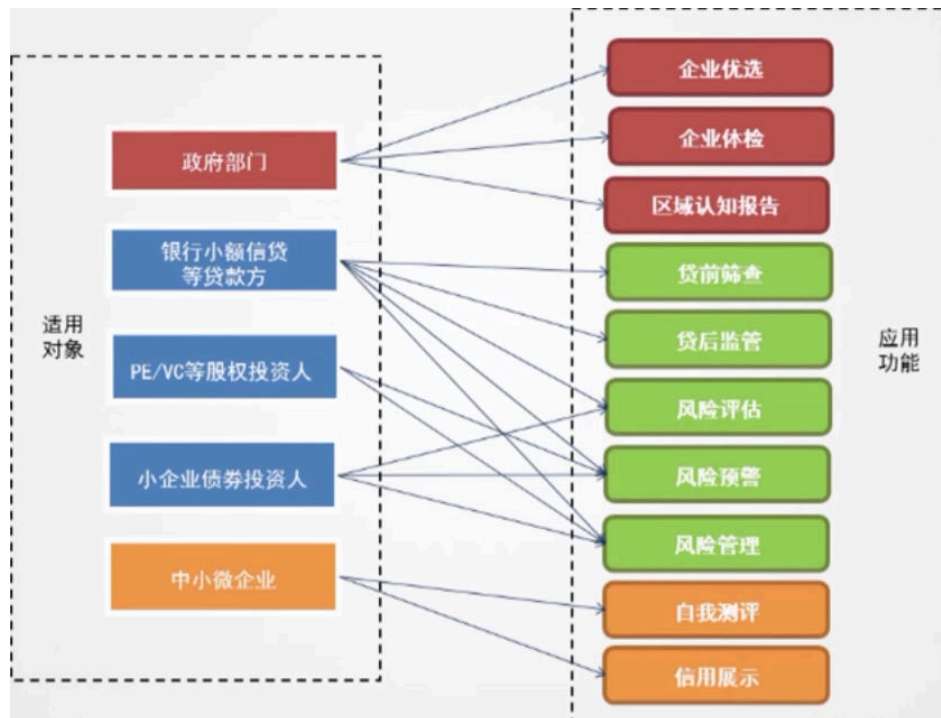 适用
对象
政府部门
银行小额信贷
等贷款方
PE/VC等股权投资人
小企业债券投资人
中小微企业
企业优选
企业体检
区域认知报告
贷前筛查
贷后监管
风险评估
风险预警
风险管理
自我测评
信用展示
应用
功能